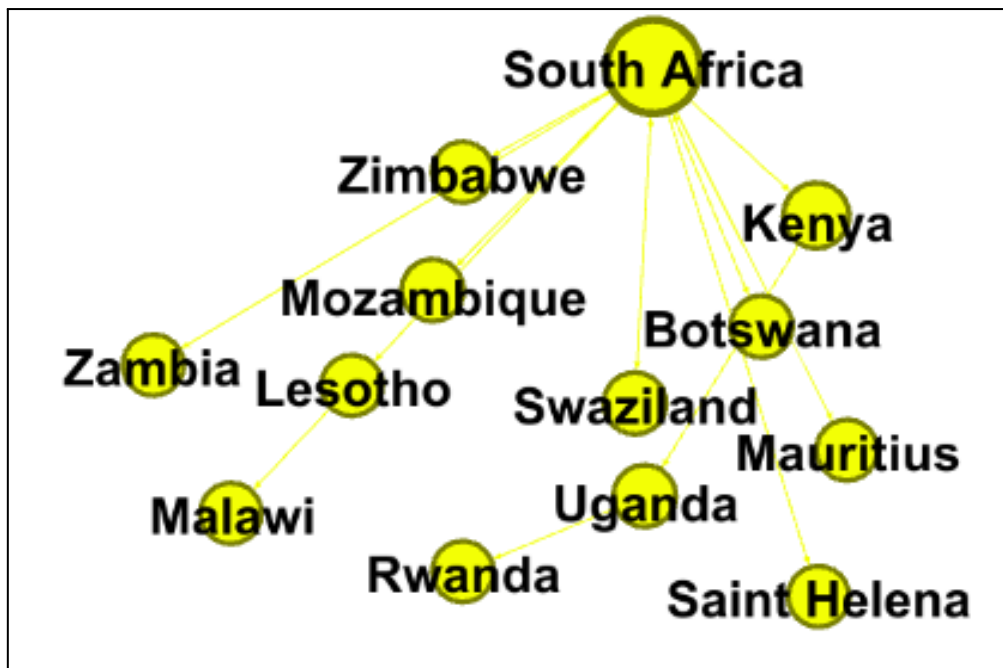 South Africa
Zimbabwe
Kenya
Mozambique
Botswana
Zambia
Lesotho
Swaziland
Mauritius
Malawi
Uganda
Rwanda
Saint Helena